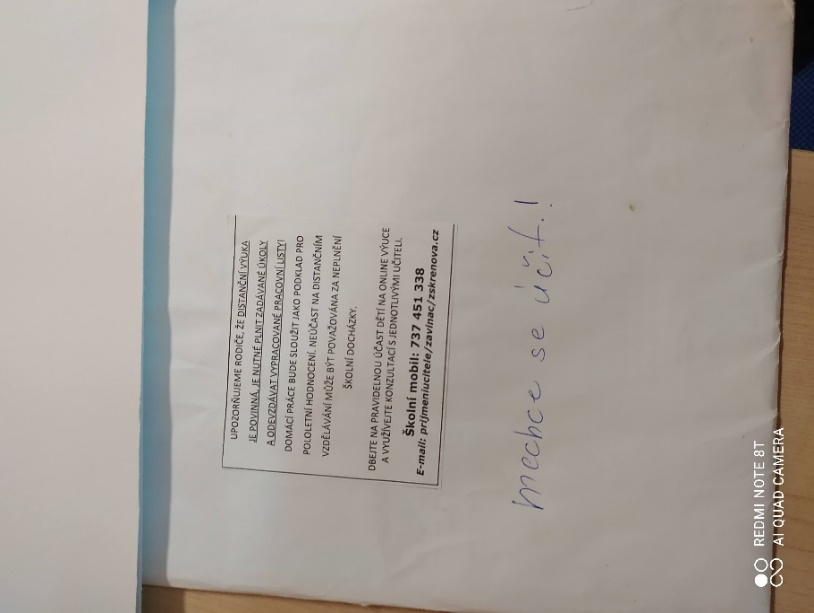 UPOZORŇUJEME RODIČE, ŽE DISTANČNÍ VÝUKA
JE POVINNÁ, JE NUTNÉ PLNIT ZADÁVANÉ ÚKOLY
A ODEVZDÁVAT VYPRACOVANÉ PRACOVNÍ LISTY!
DOMÁCÍ PRÁCE BUDE SLOUŽIT JAKO PODKLAD PRO
POLOLETNÍ HODNOCENÍ. NEÚČAST NA DISTANČNÍM
VZDĚLÁVÁNÍ MŮŽE BÝT POVAŽOVÁNA ZA NEPLNĚNÍ
ŠKOLNÍ DOCHÁZKY.
DBEJTE NA PRAVIDELNOU ÚČAST DĚTÍ NA ONLINE VÝUCE
A VYUŽÍVEJTE KONZULTACÍ S JEDNOTLIVÝMI UČITELI.
Školní mobil: 737 451 338
E-mail: prijmeniucitele/zavinac/zskrenova.cz
nechce se účit.!
REDMI NOTE 8T
AI QUAD CAMERA